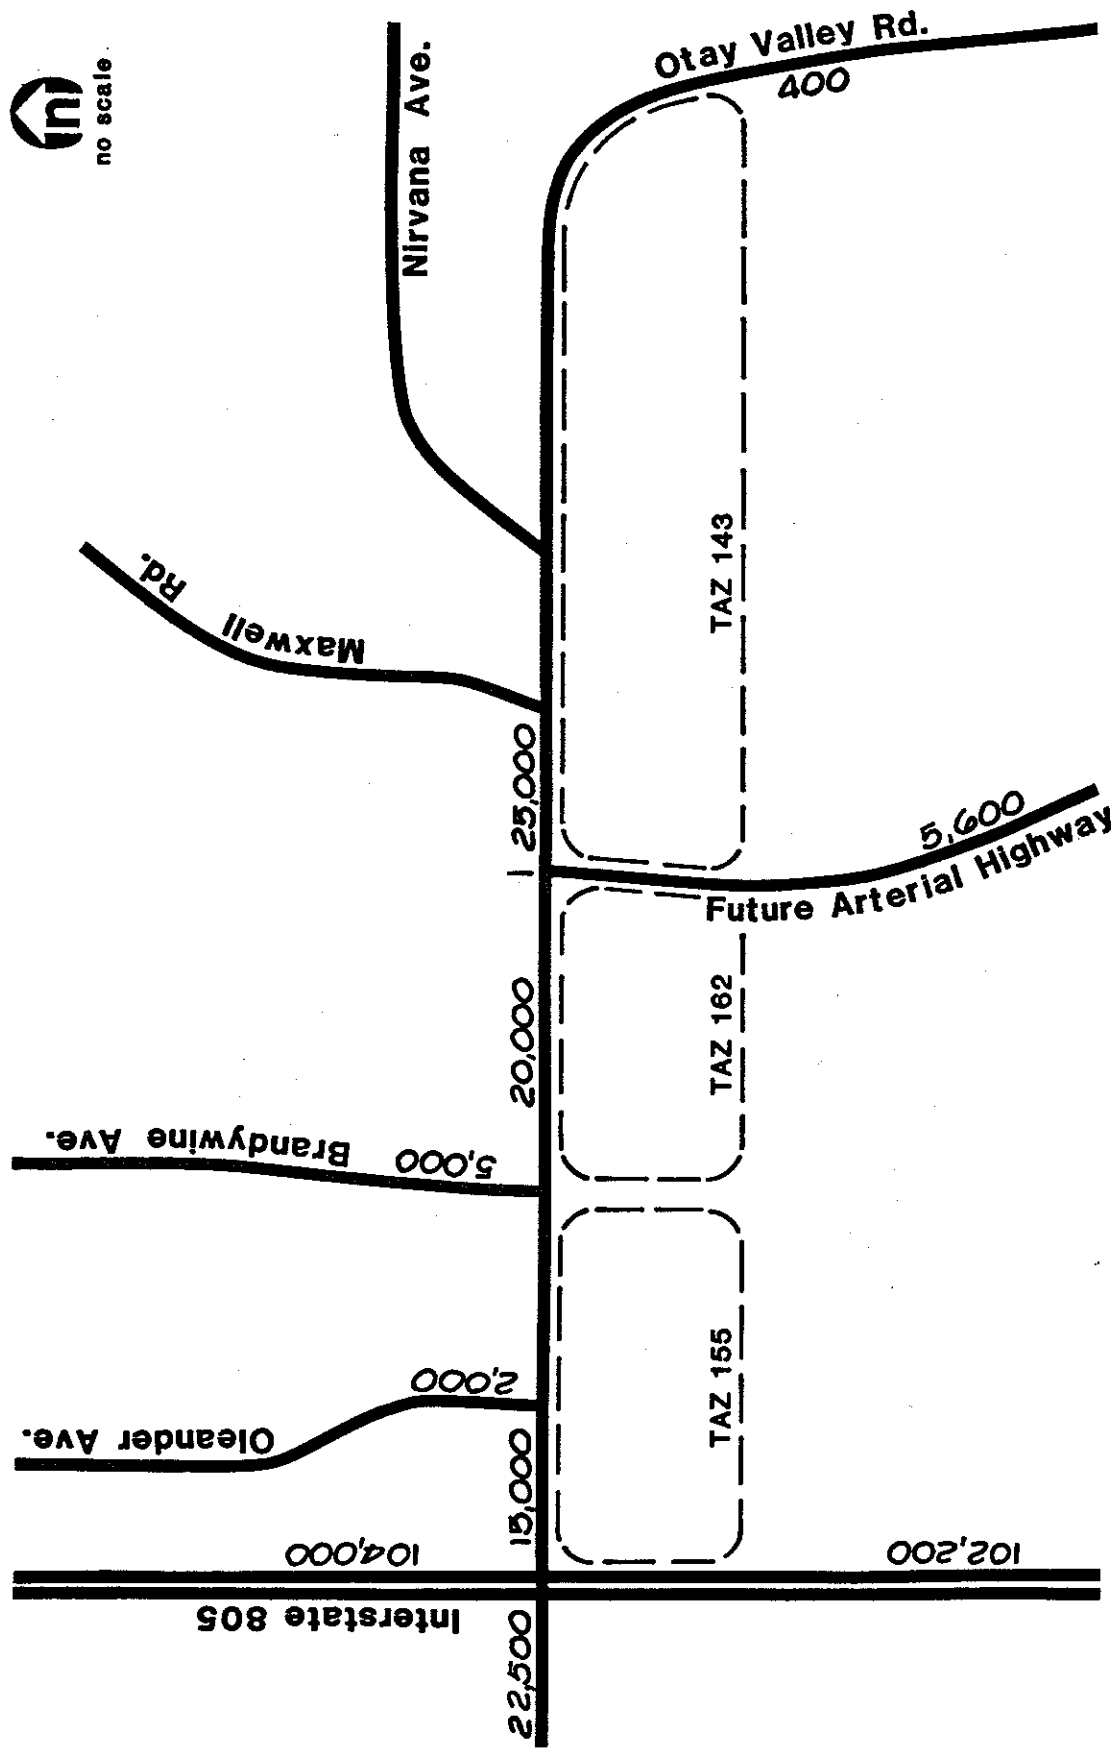 n
no scale
Otay Valley Rd.
400
Nirvana Ave.
Maxwell Rd.
25,000
TAZ 143
5,600
Future Arterial Highway
20,000
TAZ 162
Brandywine Ave.
5,000
2,000
TAZ 155
Oleander Ave.
15,000
104,000
102,200
Interstate 805
22,500